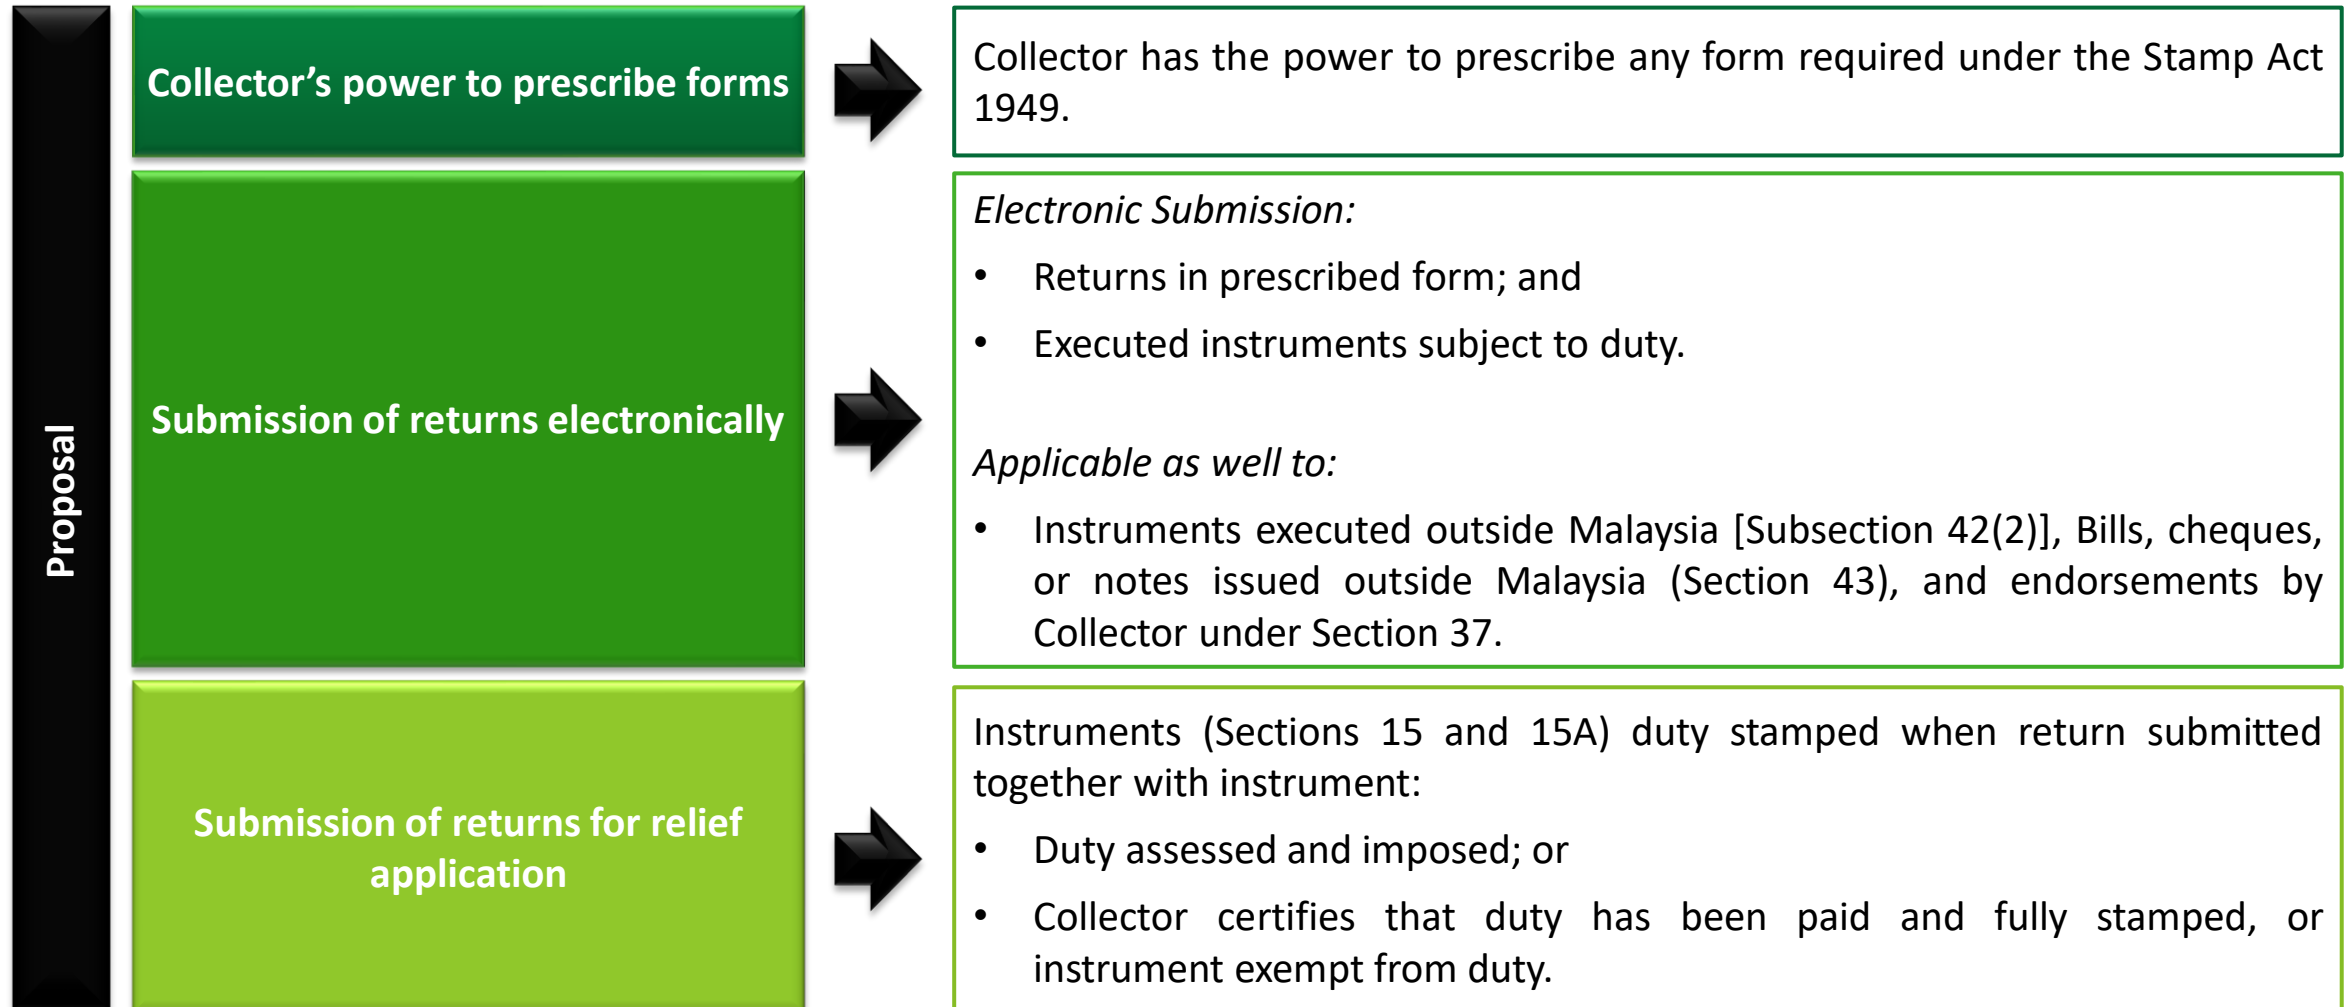 Proposal
Collector’s power to prescribe forms
Collector has the power to prescribe any form required under the Stamp Act
1949.
Submission of returns electronically
Electronic Submission:
• Returns in prescribed form; and
• Executed instruments subject to duty.
Applicable as well to:
• Instruments executed outside Malaysia [Subsection 42(2)], Bills, cheques,
or notes issued outside Malaysia (Section 43), and endorsements by
Collector under Section 37.
Submission of returns for relief
application
Instruments (Sections 15 and 15A) duty stamped when return submitted
together with instrument:
• Duty assessed and imposed; or
• Collector certifies that duty has been paid and fully stamped, or
instrument exempt from duty.